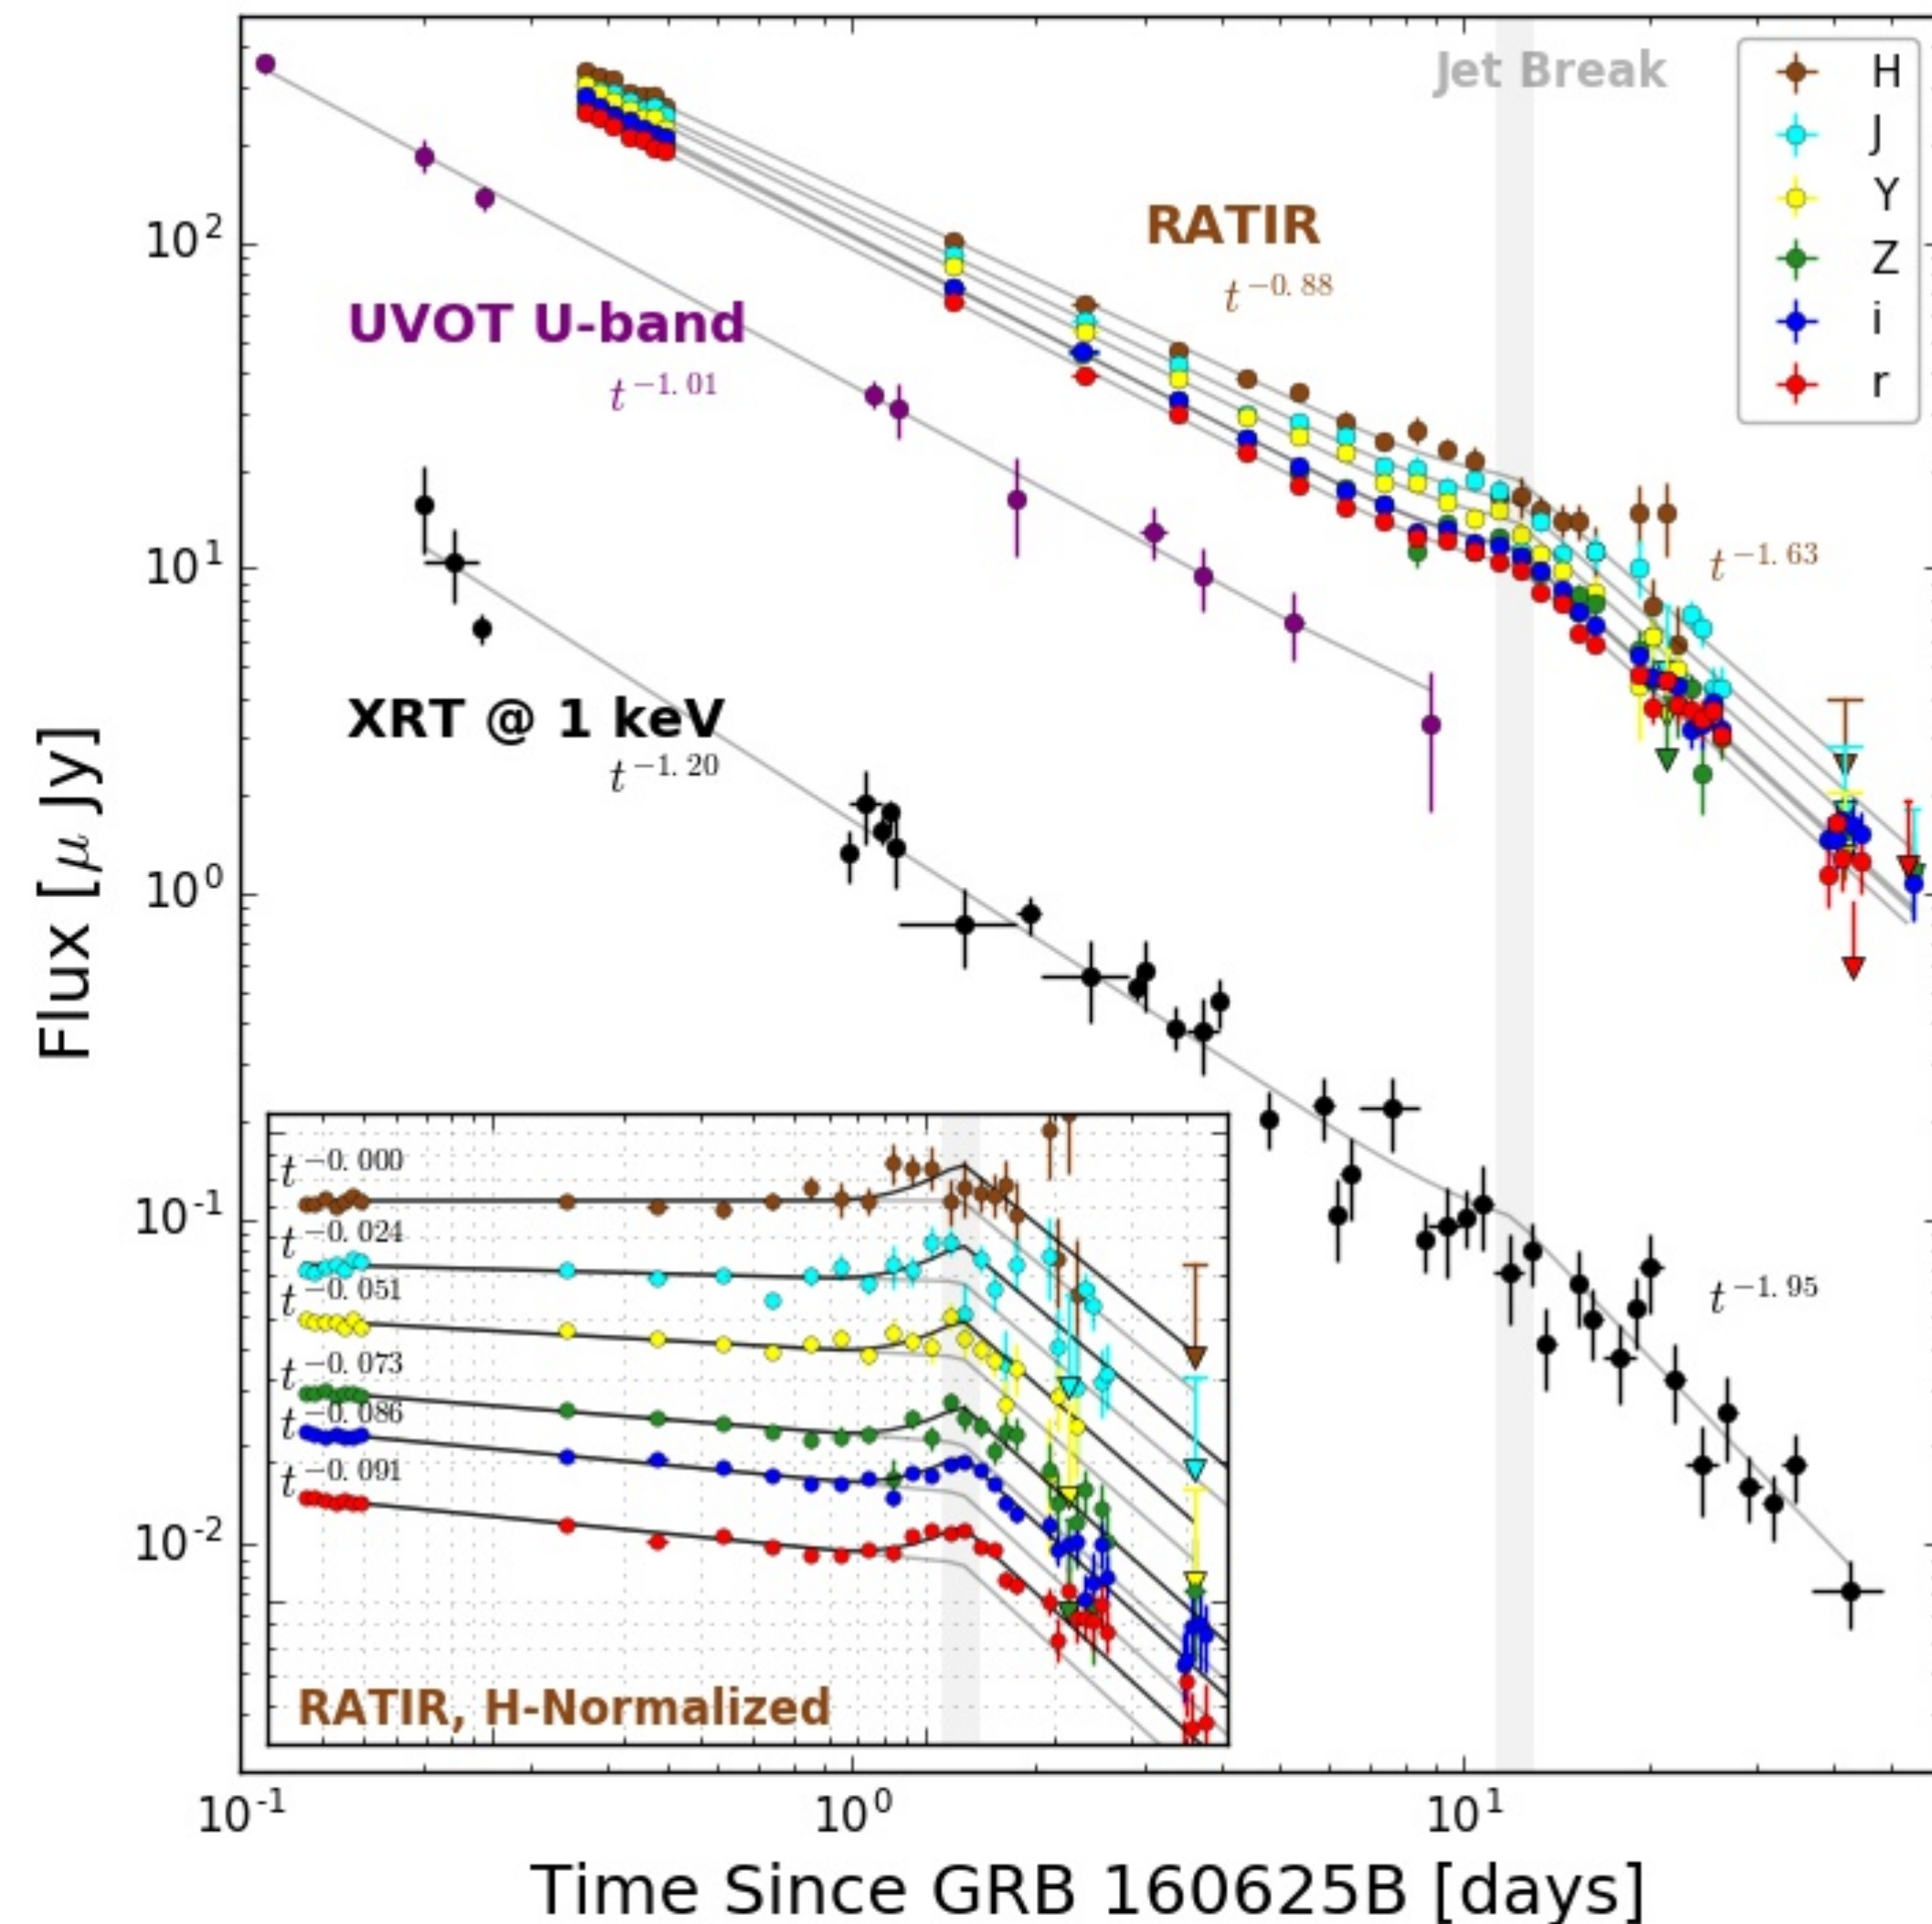 Jet Break
H
J
Y
Z
i
r
RATIR
t^{-0.88}
UVOT U-band
t^{-1.01}
t^{-1.63}
XRT @ 1 keV
t^{-1.20}
t^{-1.95}
t^{-0.000}
t^{-0.024}
t^{-0.051}
t^{-0.073}
t^{-0.086}
t^{-0.091}
RATIR, H-Normalized
Flux [μ Jy]
10^{2}
10^{1}
10^{0}
10^{-1}
10^{-2}
10^{-1} 10^{0} 10^{1}
Time Since GRB 160625B [days]